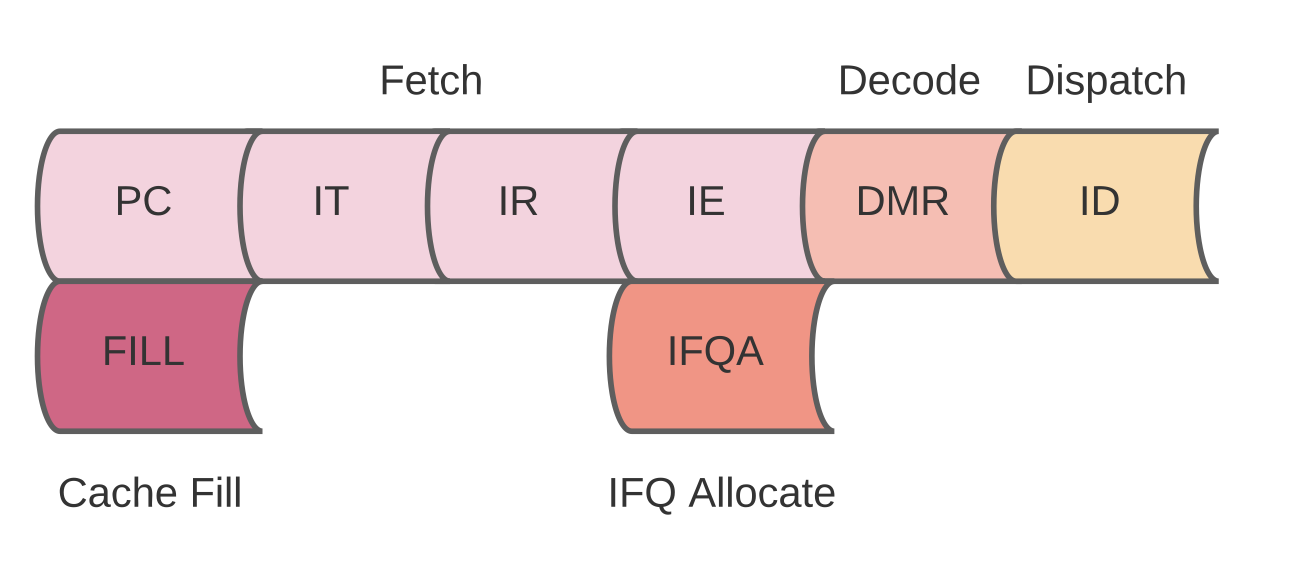 Fetch Decode Dispatch
PC IT IR IE DMR ID
FILL IFQA
Cache Fill IFQ Allocate